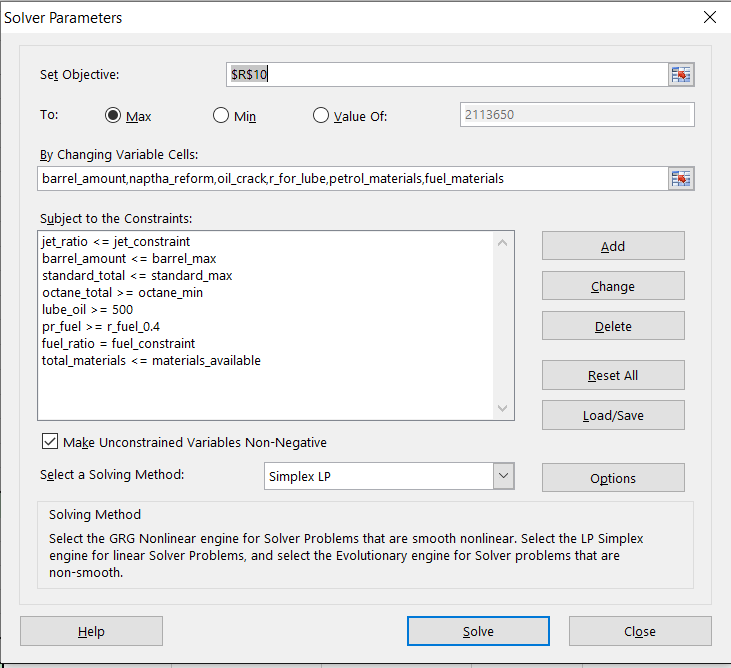 Solver Parameters
Set Objective:
$R$10
To:
Max
Min
Value Of:
2113650
By Changing Variable Cells:
barrel_amount,naptha_reform,oil_crack,r_for_lube,petrol_materials,fuel_materials
Subject to the Constraints:
jet_ratio <= jet_constraint
barrel_amount <= barrel_max
standard_total <= standard_max
octane_total >= octane_min
lube_oil >= 500
pr_fuel >= r_fuel_0.4
fuel_ratio = fuel_constraint
total_materials <= materials_available
Add
Change
Delete
Reset All
Load/Save
Make Unconstrained Variables Non-Negative
Select a Solving Method:
Simplex LP
Options
Solving Method
Select the GRG Nonlinear engine for Solver Problems that are smooth nonlinear. Select the LP Simplex
engine for linear Solver Problems, and select the Evolutionary engine for Solver problems that are
non-smooth.
Help
Solve
Close